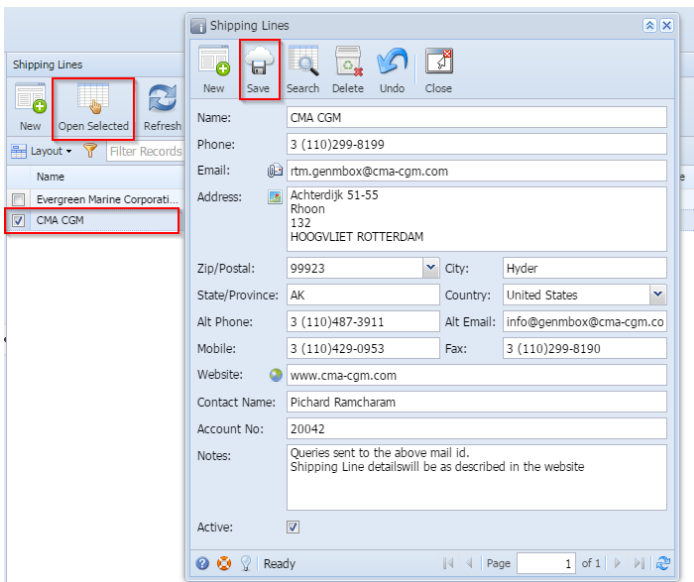 Shipping Lines
New
Open Selected
Refresh
Layout
Filter Records
Name
Evergreen Marine Corporati...
CMA CGM
Shipping Lines
New
Save
Search
Delete
Undo
Close
Name: CMA CGM
Phone: 3 (110)299-8199
Email: rtm.genmbox@cma-cgm.com
Address: Achterdijk 51-55
Rhoon
132
HOOGVLIET ROTTERDAM
Zip/Postal: 99923 City: Hyder
State/Province: AK Country: United States
Alt Phone: 3 (110)487-3911 Alt Email: info@genmbox@cma-cgm.co
Mobile: 3 (110)429-0953 Fax: 3 (110)299-8190
Website: www.cma-cgm.com
Contact Name: Pichard Ramcharam
Account No: 20042
Notes: Queries sent to the above mail id.
Shipping Line detailswill be as described in the website
Active:
Ready Page 1 of 1